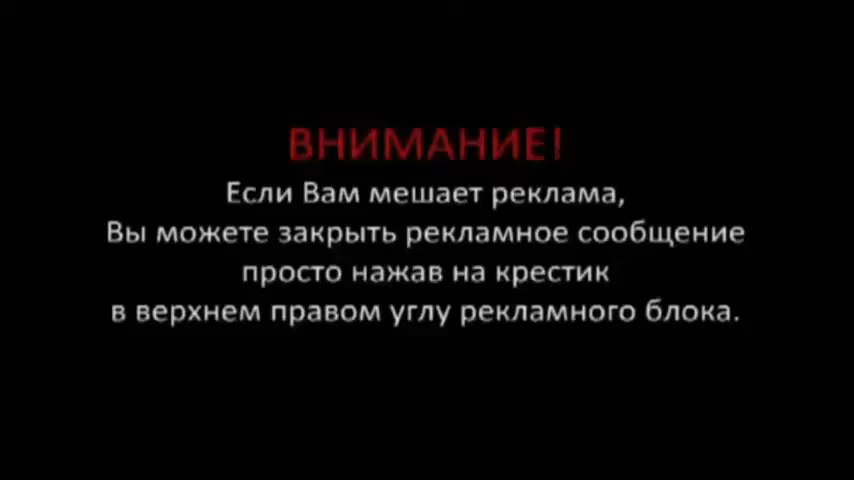 ВНИМАНИЕ!
Если Вам мешает реклама,
Вы можете закрыть рекламное сообщение
просто нажав на крестик
в верхнем правом углу рекламного блока.